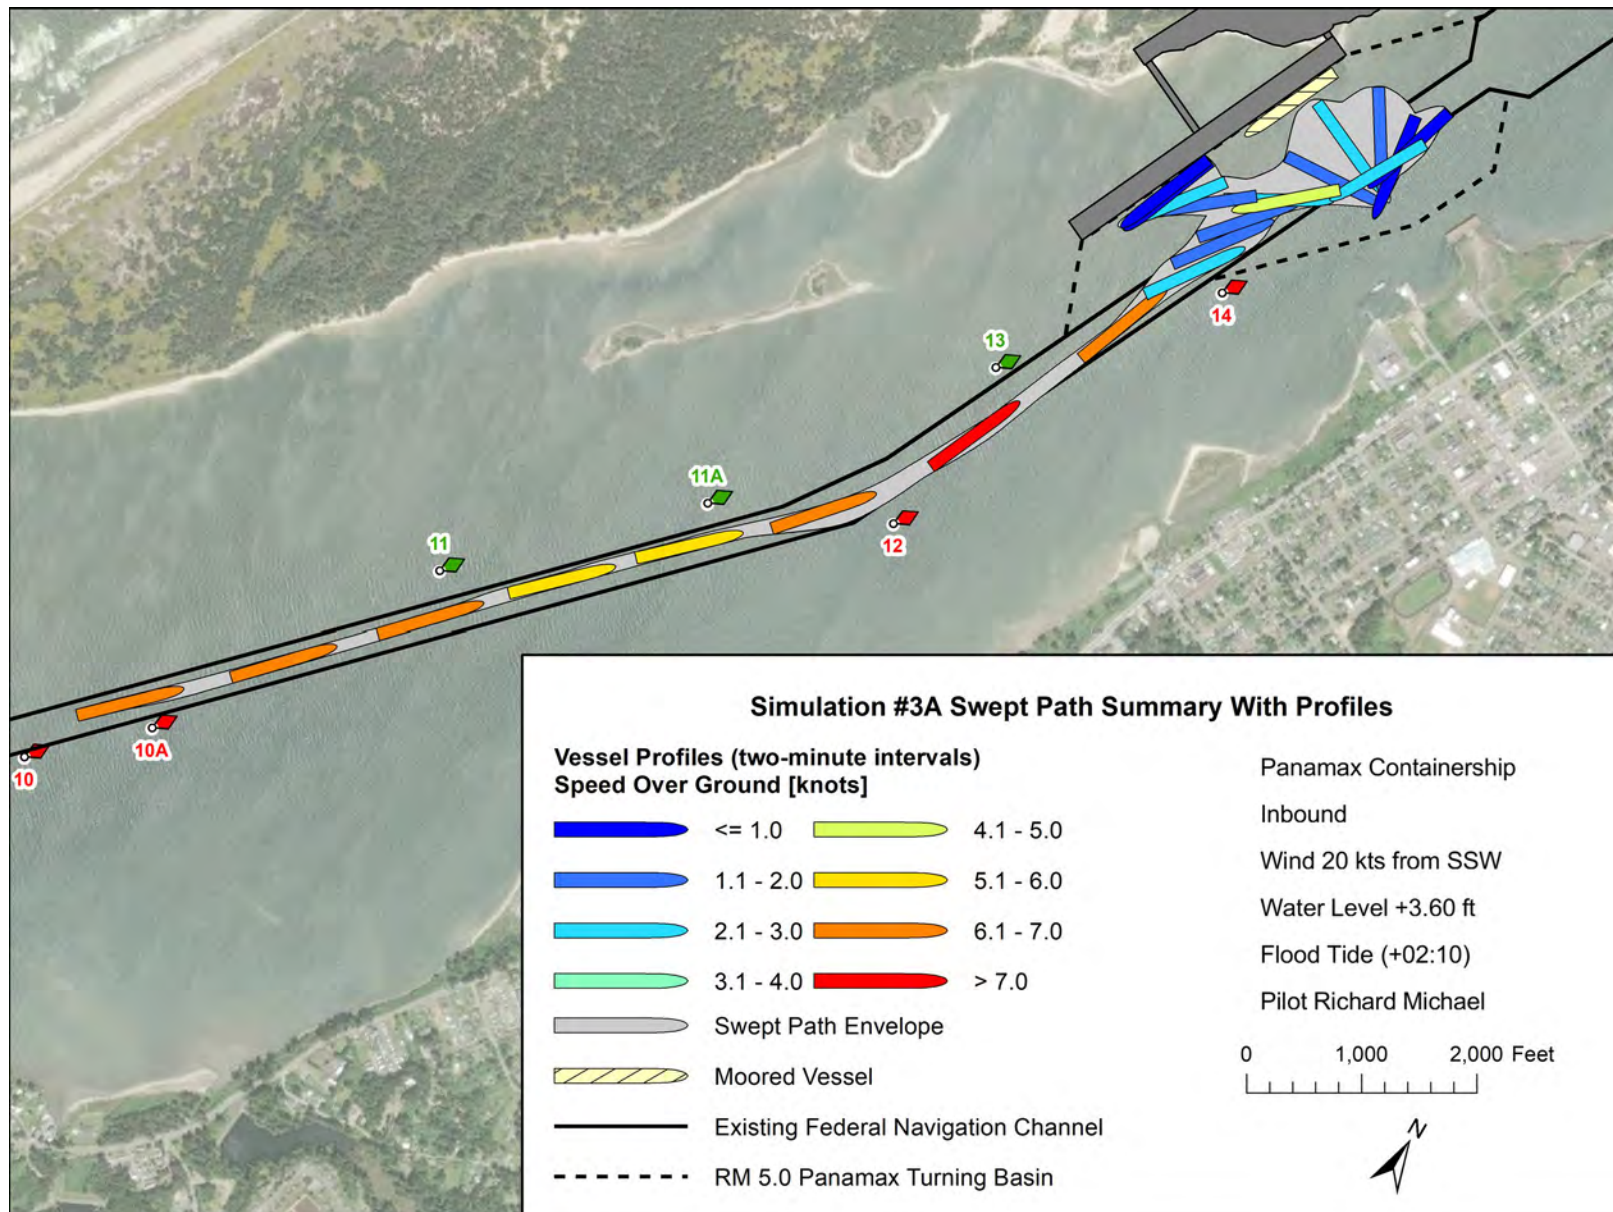 13
14
11A
11
12
10A
10
Simulation #3A Swept Path Summary With Profiles
Vessel Profiles (two-minute intervals)
Speed Over Ground [knots]
<= 1.0
4.1 - 5.0
1.1 - 2.0
5.1 - 6.0
2.1 - 3.0
6.1 - 7.0
3.1 - 4.0
> 7.0
Swept Path Envelope
Moored Vessel
Existing Federal Navigation Channel
RM 5.0 Panamax Turning Basin
Panamax Containership
Inbound
Wind 20 kts from SSW
Water Level +3.60 ft
Flood Tide (+02:10)
Pilot Richard Michael
0 1,000 2,000 Feet
N